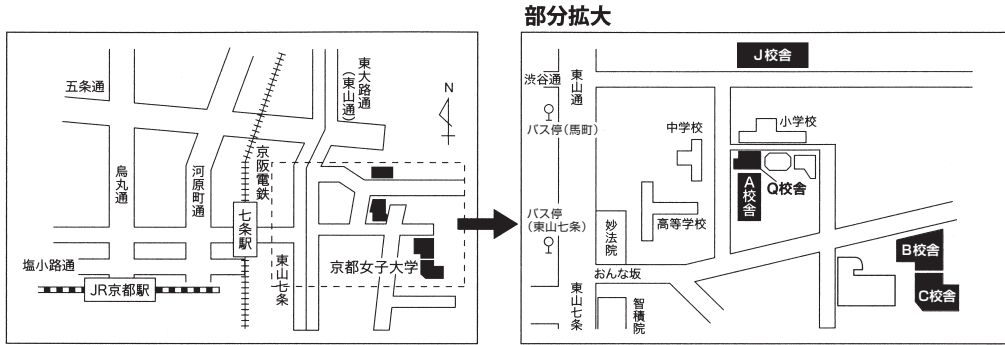 部分拡大
五条通
烏丸通
河原町通
京阪電鉄
東大路通
（東山通）
N
七条駅
塩小路通
JR京都駅
東山七条
京都女子大学
J校舎
渋谷通
東山通
バス停（馬町）
中学校
小学校
A校舎
Q校舎
高等学校
バス停
（東山七条）
妙法院
おんな坂
B校舎
C校舎
東山七条
智積院